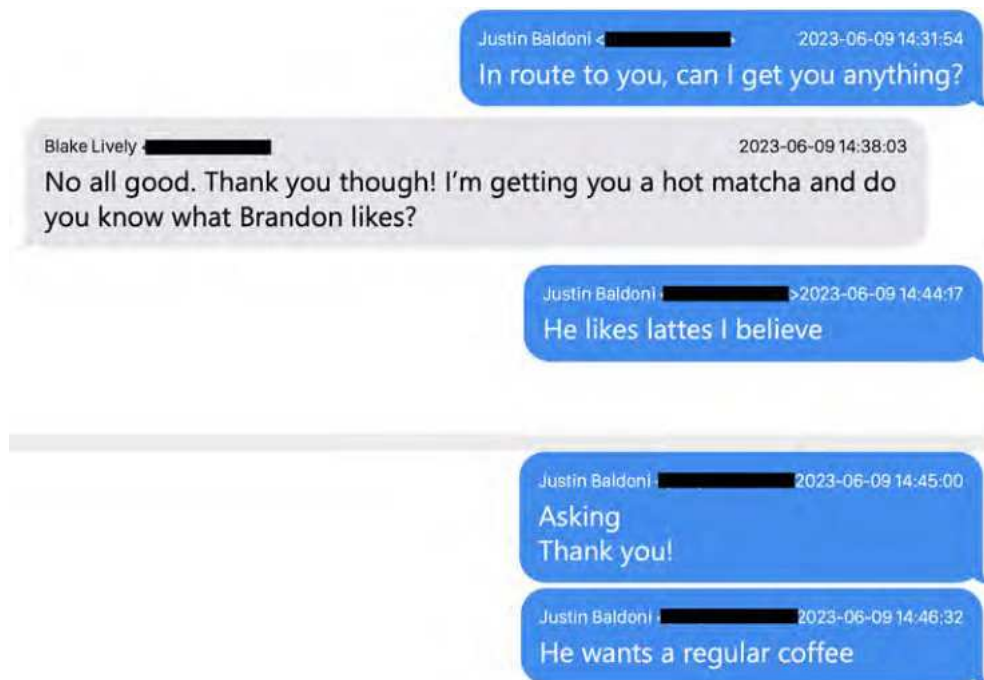 Justin Baldoni < 2023-06-09 14:31:54
In route to you, can I get you anything?
Blake Lively 2023-06-09 14:38:03
No all good. Thank you though! I'm getting you a hot matcha and do
you know what Brandon likes?
Justin Baldoni >2023-06-09 14:44:17
He likes lattes I believe
Justin Baldoni 2023-06-09 14:45:00
Asking
Thank you!
Justin Baldoni 2023-06-09 14:46:32
He wants a regular coffee